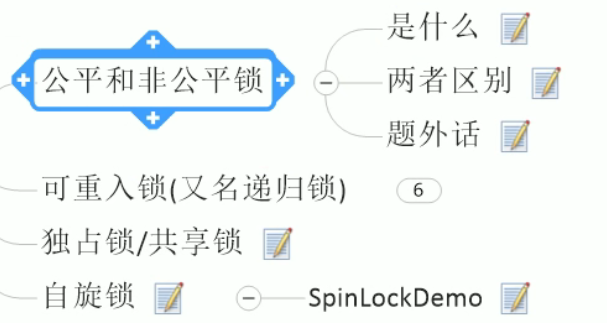 是什么
公平和非公平锁
两者区别
题外话
可重入锁(又名递归锁)
6
独占锁/共享锁
自旋锁
SpinLockDemo